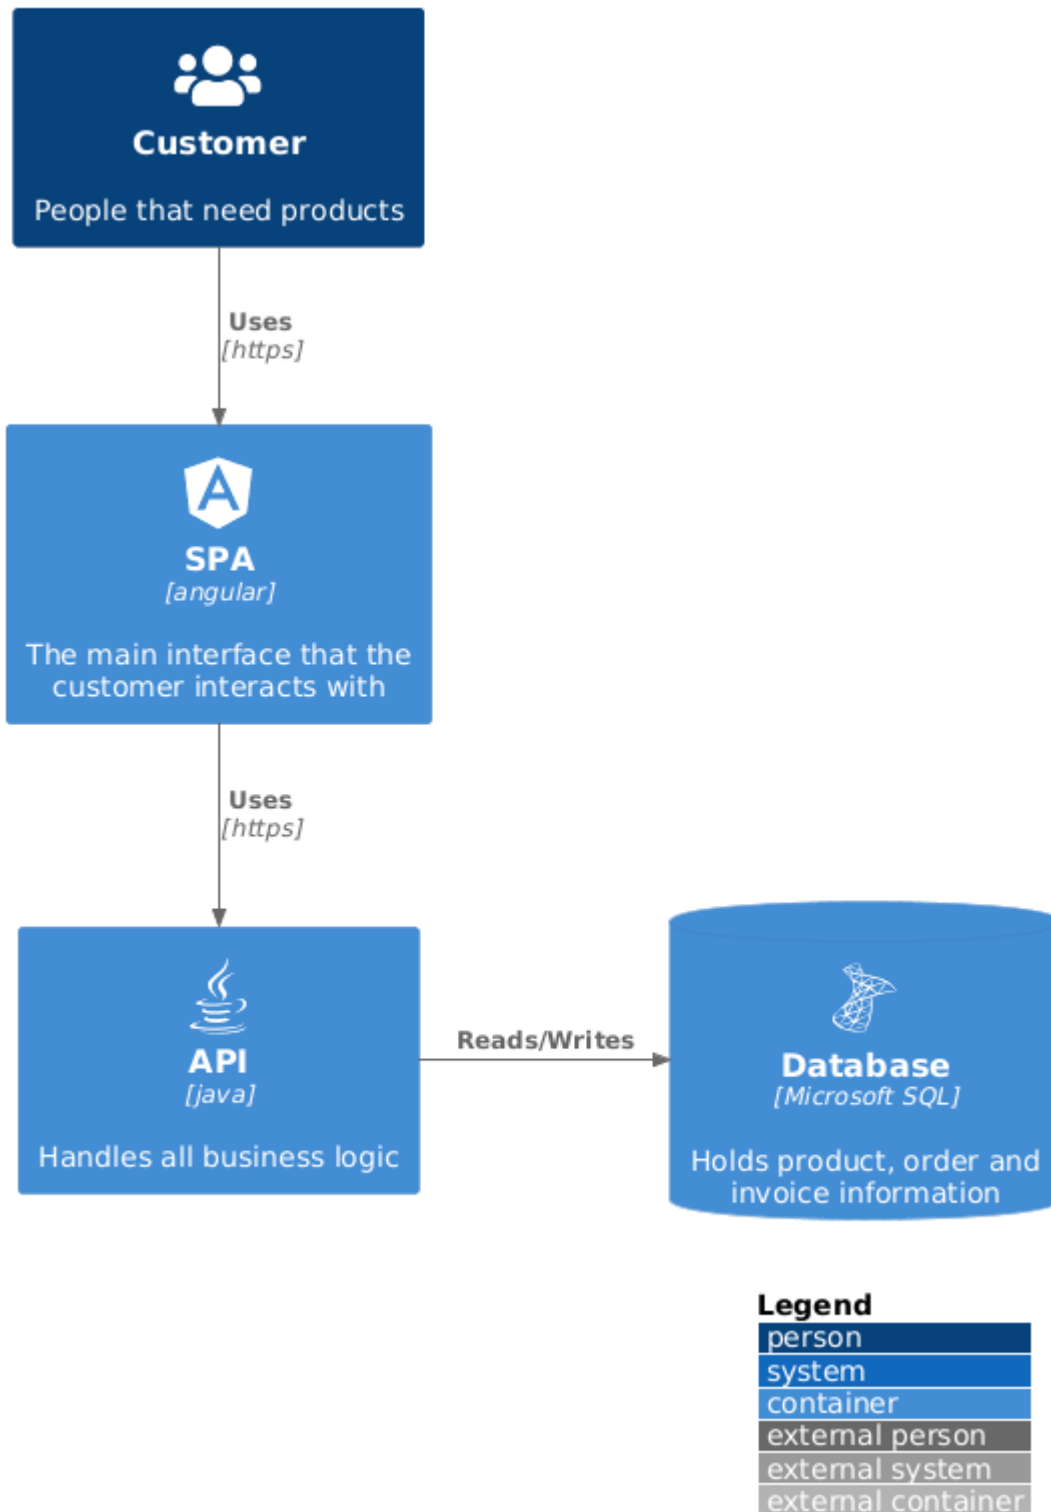 Customer
People that need products
Uses
[https]
SPA
[angular]
The main interface that the
customer interacts with
Uses
[https]
API
[java]
Handles all business logic
Reads/Writes
Database
[Microsoft SQL]
Holds product, order and
invoice information
Legend
person
system
container
external person
external system
external container